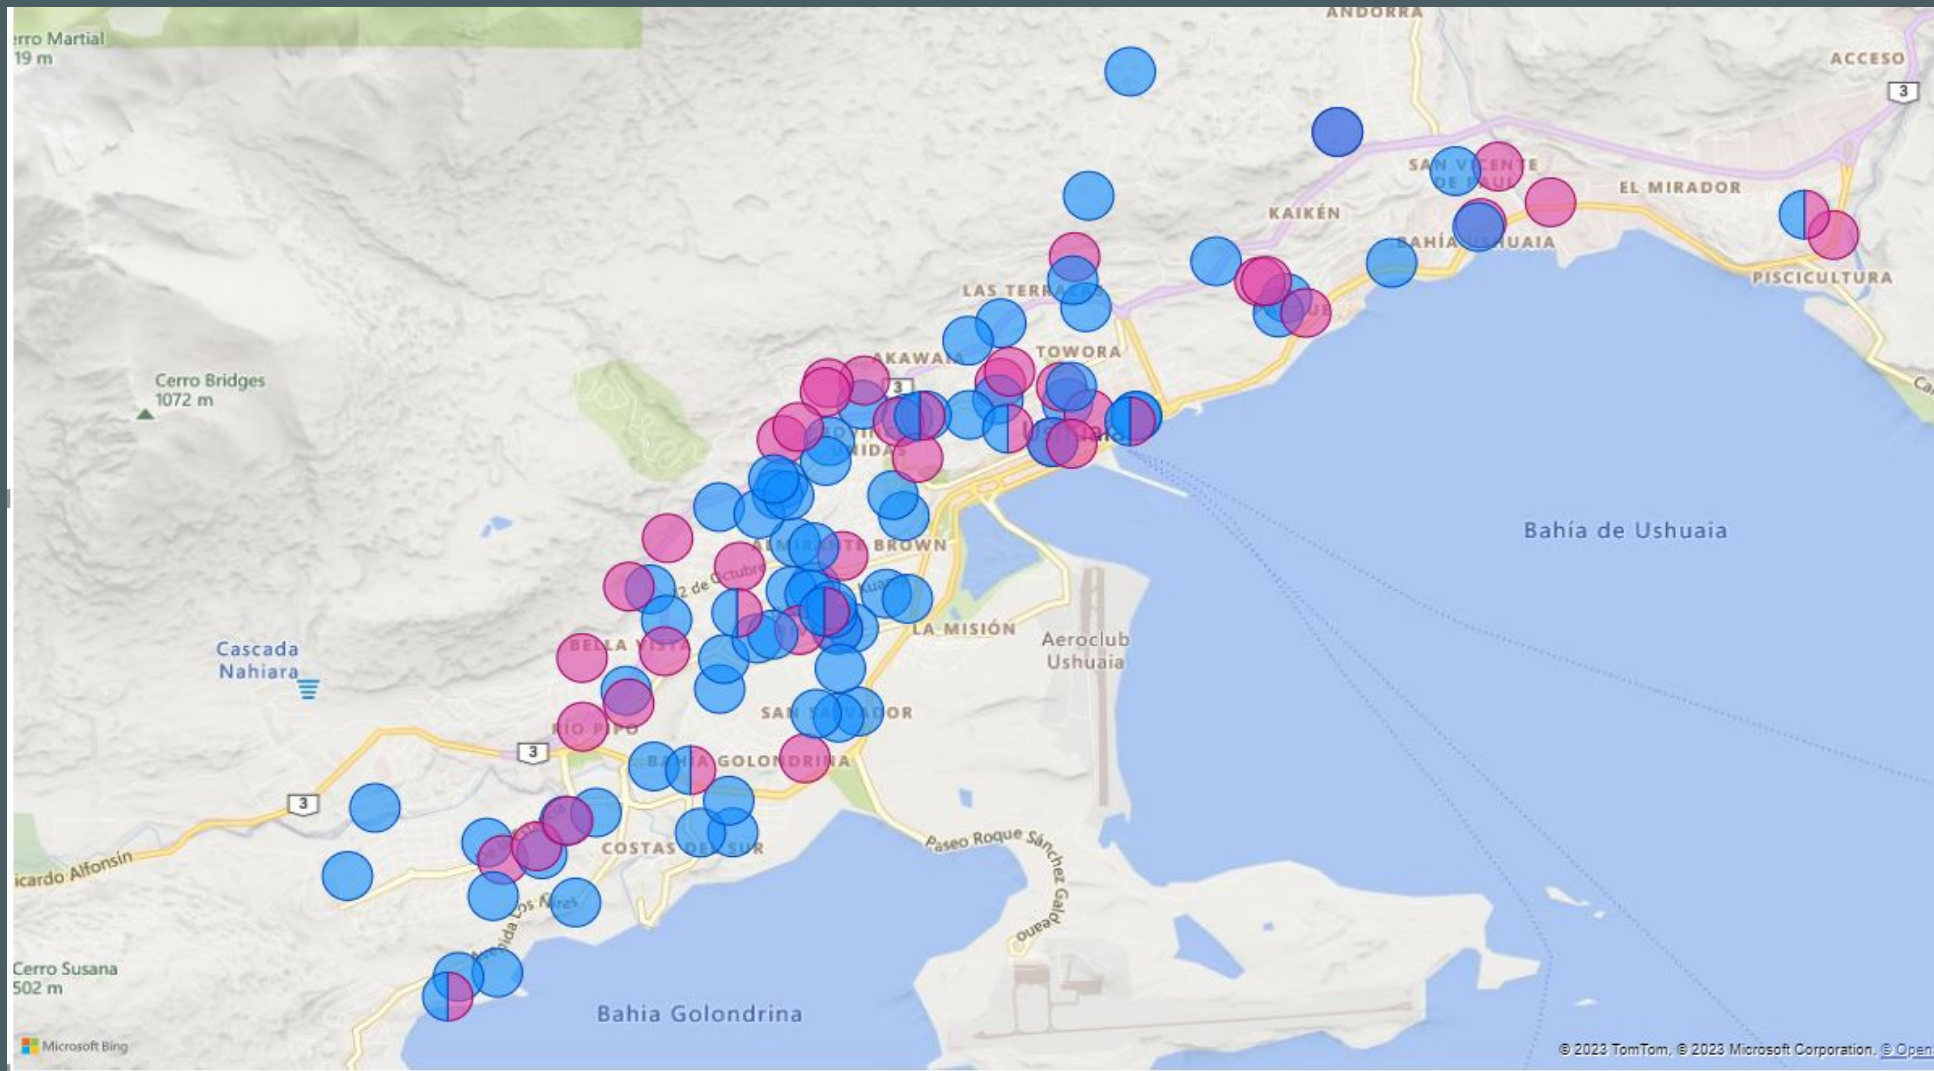 ANDORRA
erro Martial
19 m
ACCESO
3
SAN VICENTE
DE PAUL
EL MIRADOR
KAIKÉN
BAHÍA USHUAIA
PISCICULTURA
LAS TERRAZAS
AKAWAIA
TOWORA
3
Cerro Bridges
1072 m
UNIDAS
Ushuaia
Bahía de Ushuaia
ALMIRANTE BROWN
12 de Octubre
Kuanip
LA MISIÓN
Aeroclub
Ushuaia
BELLA VISTA
Cascada
Nahiara
SAN SALVADOR
RÍO PIPO
3
BAHÍA GOLONDRINA
3
COSTAS DEL SUR
Paseo Roque Sánchez Galdeano
icardo Alfonsín
Avenida Los Ñires
Cerro Susana
502 m
Bahia Golondrina
Microsoft Bing
© 2023 TomTom, © 2023 Microsoft Corporation, © Open